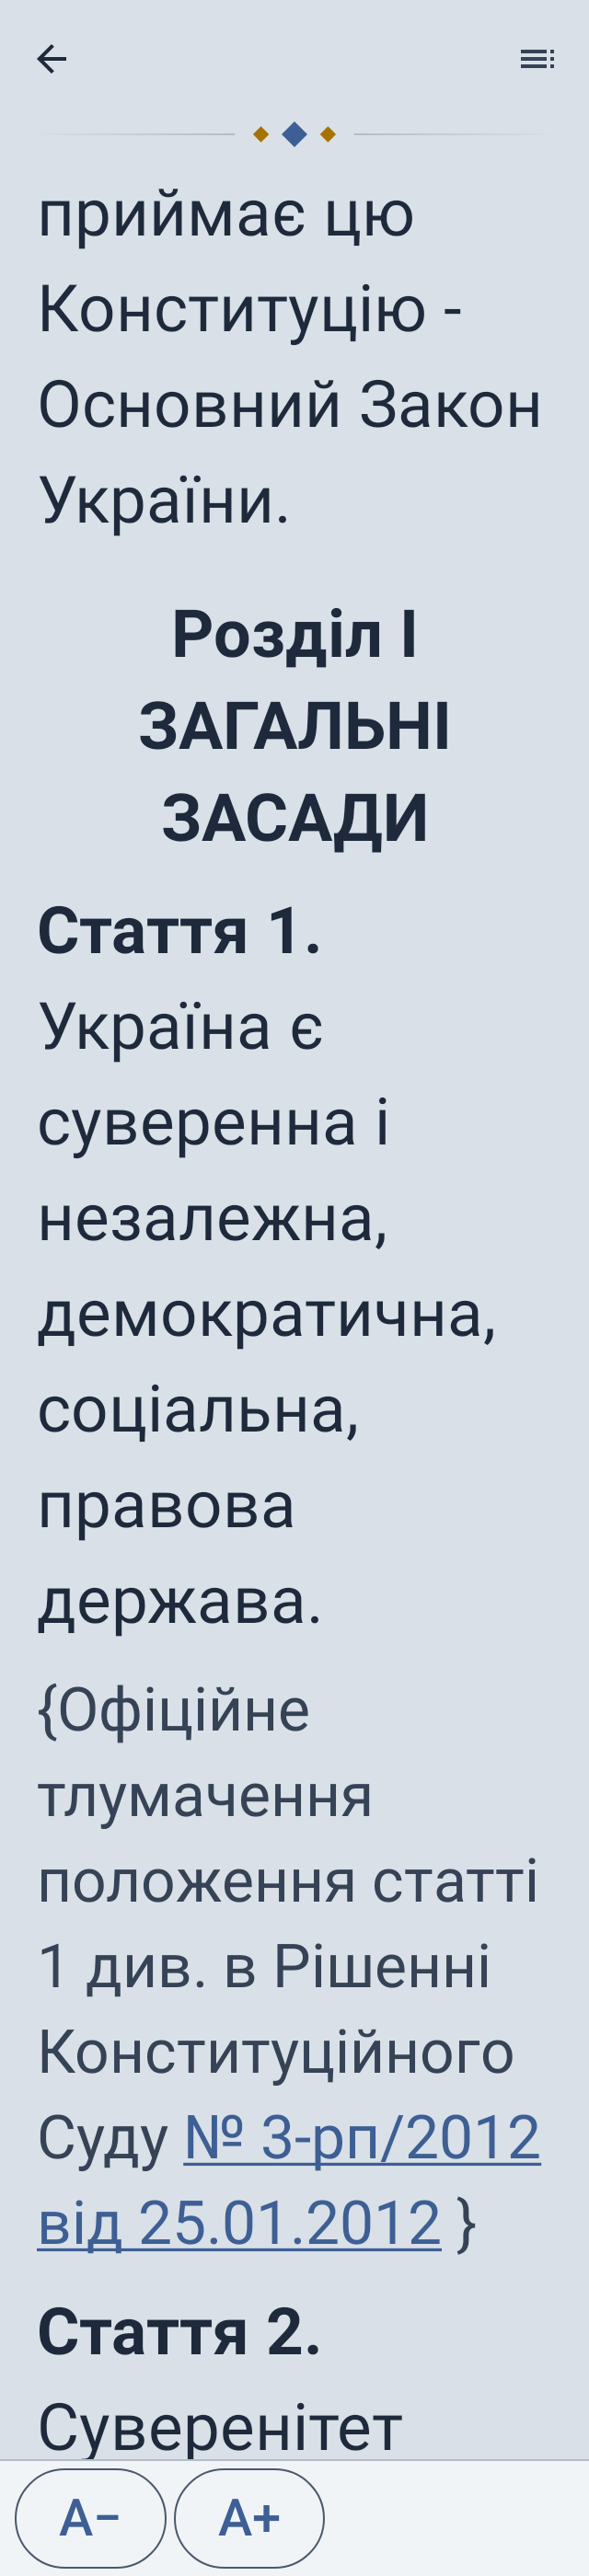 приймає цю
Конституцію -
Основний Закон
України.
Розділ I
ЗАГАЛЬНІ
ЗАСАДИ
Стаття 1.
Україна є
суверенна і
незалежна,
демократична,
соціальна,
правова
держава.
{Офіційне
тлумачення
положення статті
1 див. в Рішенні
Конституційного
Суду № 3-рп/2012
від 25.01.2012 }
Стаття 2.
Суверенітет
A− A+